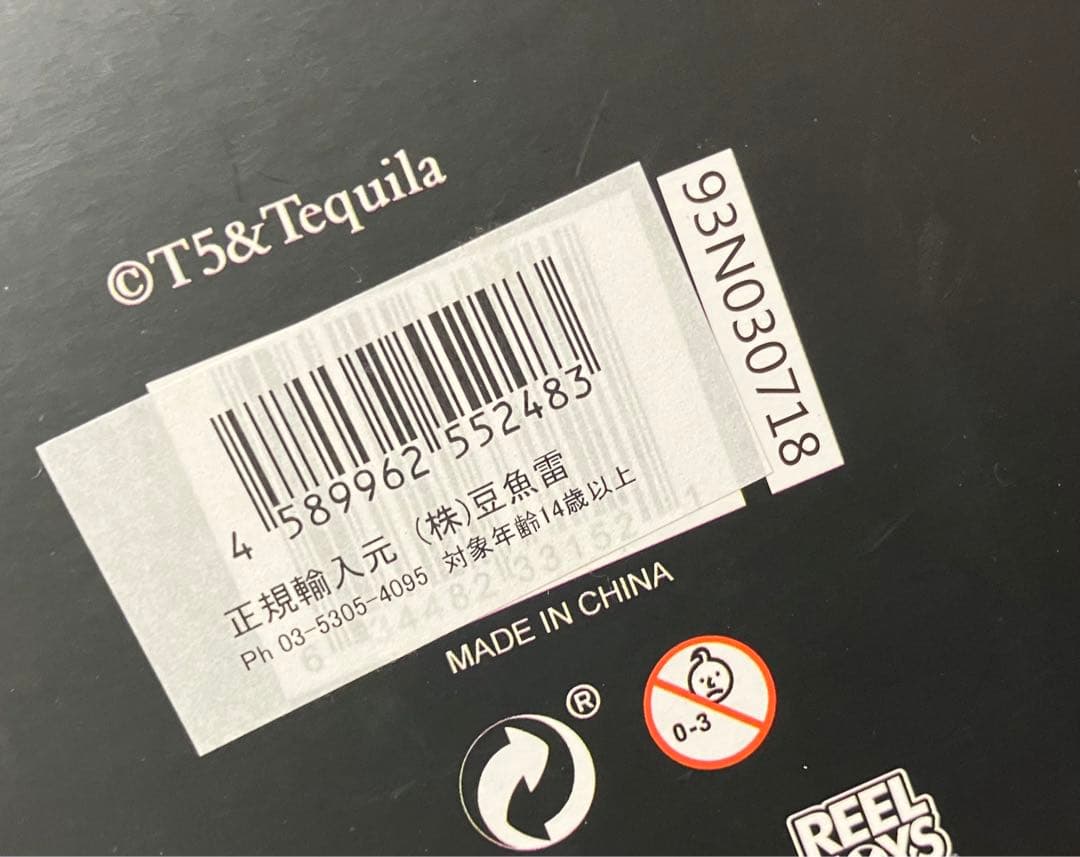 ©T5&Tequila
93N030718
4 589962 552483
正規輸入元 (株)豆魚雷
Ph 03-5305-4095 対象年齢14歳以上
MADE IN CHINA
®
0-3
REEL
TOYS